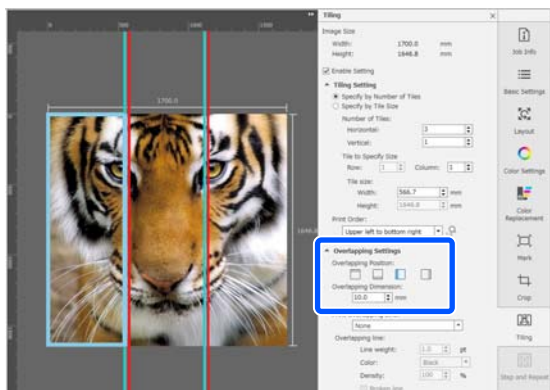 Tiling
Image Size
Width: 1700.0 mm
Height: 1646.8 mm
Enable Setting
Tiling Setting
Specify by Number of Tiles
Specify by Tile Size
Number of Tiles:
Horizontal: 3
Vertical: 1
Tile to Specify Size
Row: 1 Column: 1
Tile size:
Width: 566.7 mm
Height: 1646.8 mm
Print Order:
Upper left to bottom right
Overlapping Settings
Overlapping Position:
Overlapping Dimension:
10.0 mm
None
Overlapping line:
Line weight: 1.0 pt
Color: Black
Density: 100 %
Broken line
Job Info
Basic Settings
Layout
Color Settings
Color
Replacement
Mark
Crop
Tiling
Step and Repeat
0 500 1000 1500
1700.0
1646.8